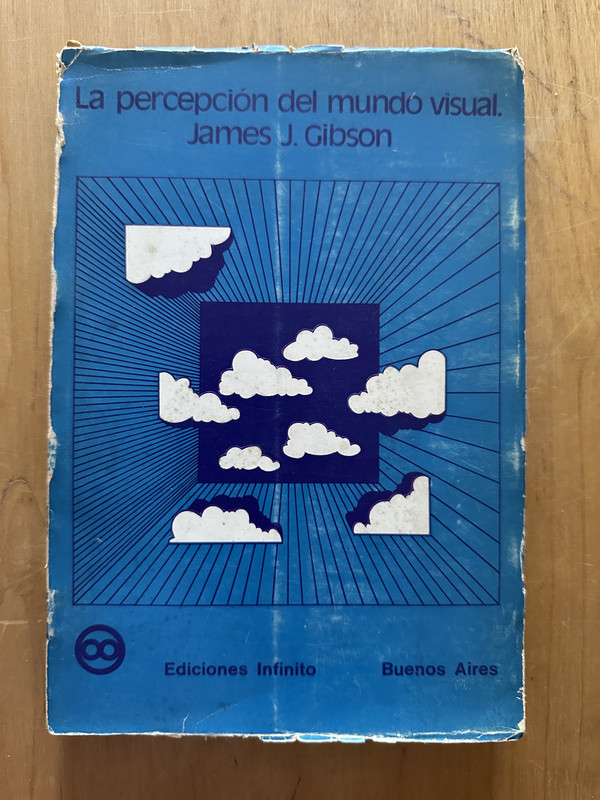 La percepción del mundo visual.
James J. Gibson
Ediciones Infinito
Buenos Aires